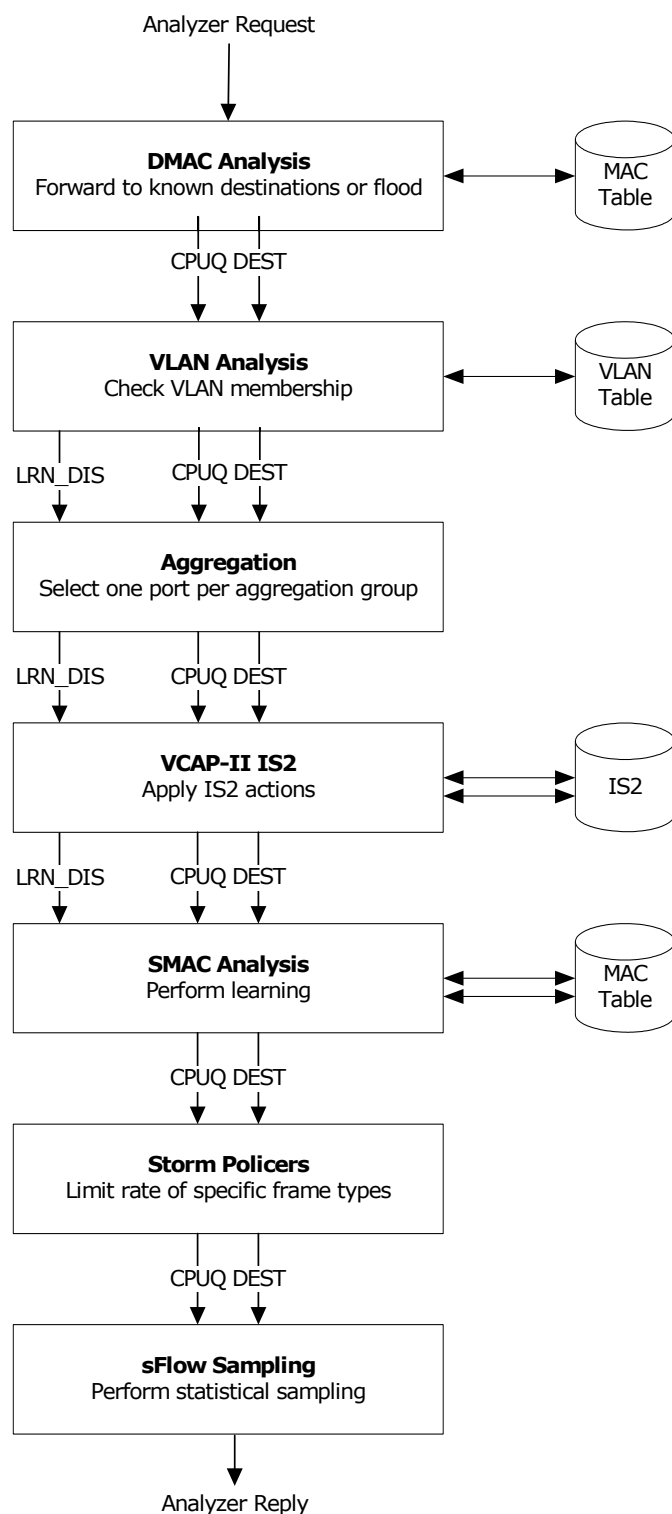 Analyzer Request
DMAC Analysis
Forward to known destinations or flood
MAC
Table
CPUQ DEST
VLAN Analysis
Check VLAN membership
VLAN
Table
LRN_DIS
CPUQ DEST
Aggregation
Select one port per aggregation group
LRN_DIS
CPUQ DEST
VCAP-II IS2
Apply IS2 actions
IS2
LRN_DIS
CPUQ DEST
SMAC Analysis
Perform learning
MAC
Table
CPUQ DEST
Storm Policers
Limit rate of specific frame types
CPUQ DEST
sFlow Sampling
Perform statistical sampling
Analyzer Reply